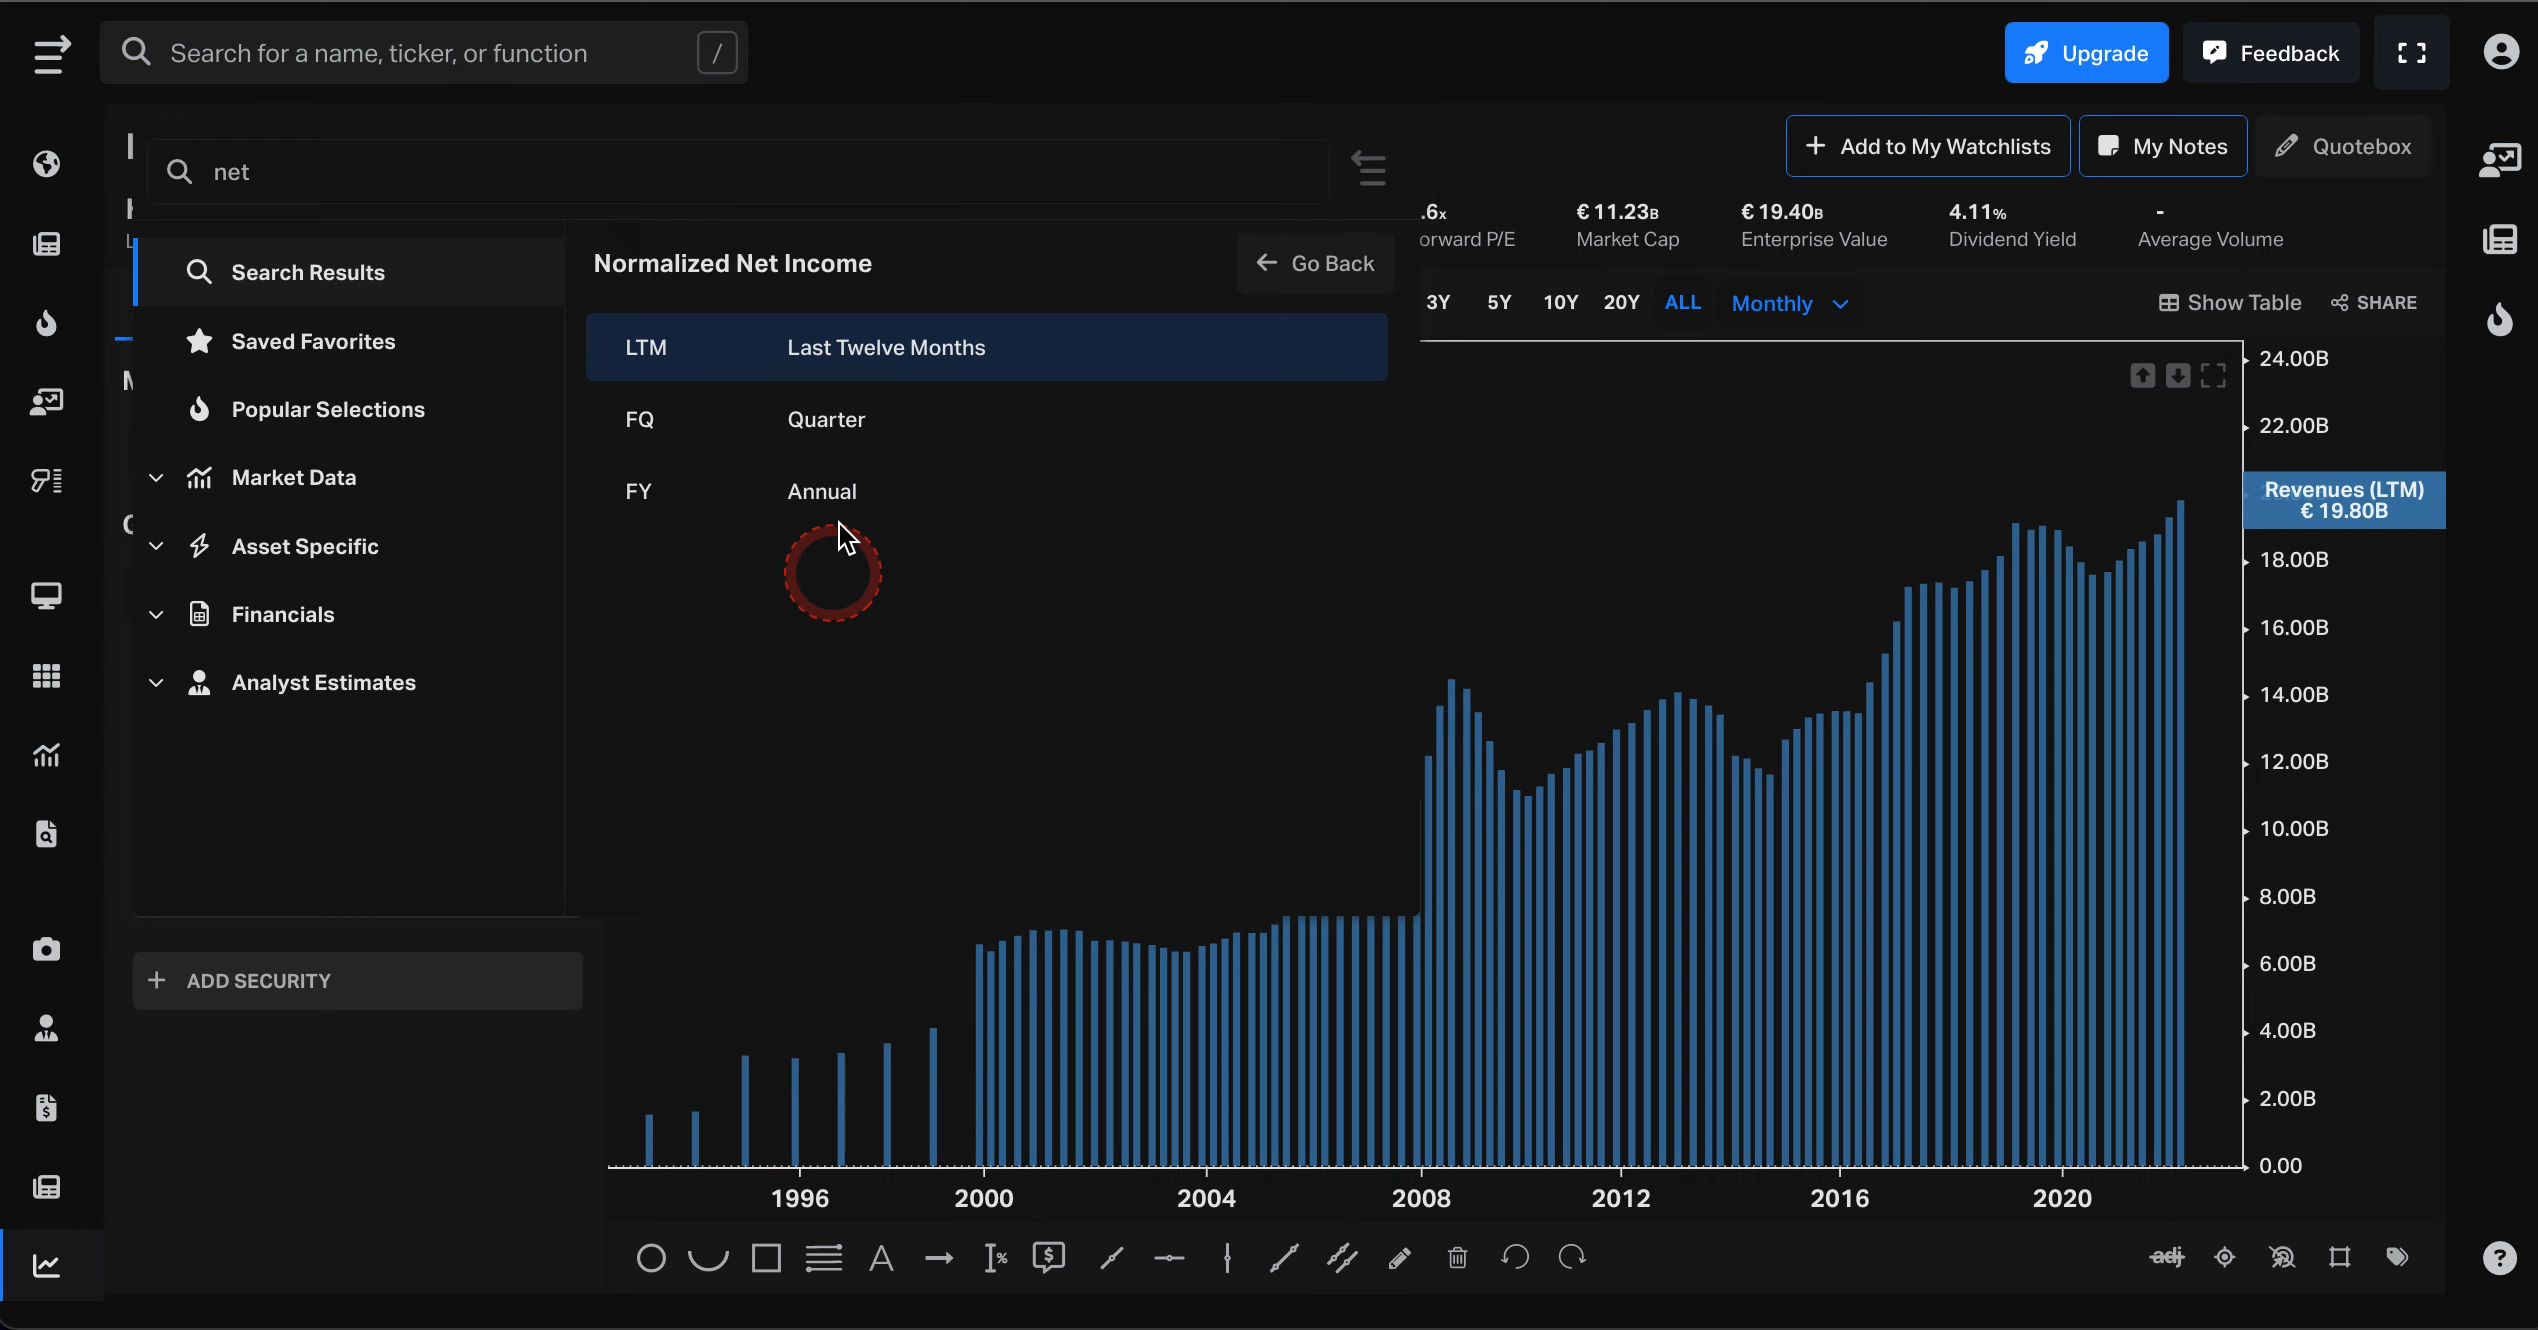 Search for a name, ticker, or function /
Upgrade
Feedback
net
Add to My Watchlists
My Notes
Quotebox
.6x
orward P/E
€ 11.23B
Market Cap
€ 19.40B
Enterprise Value
4.11%
Dividend Yield
-
Average Volume
Search Results
Saved Favorites
Popular Selections
Market Data
Asset Specific
Financials
Analyst Estimates
Normalized Net Income
Go Back
LTM Last Twelve Months
FQ Quarter
FY Annual
3Y 5Y 10Y 20Y ALL Monthly
Show Table
SHARE
24.00B
22.00B
Revenues (LTM)
€ 19.80B
18.00B
16.00B
14.00B
12.00B
10.00B
8.00B
6.00B
4.00B
2.00B
0.00
ADD SECURITY
1996 2000 2004 2008 2012 2016 2020
A
%
$
adj
?